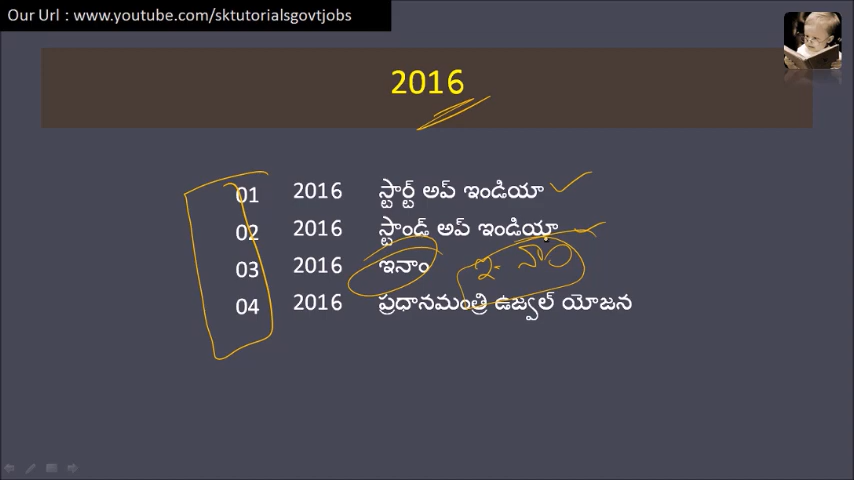 Our Url : www.youtube.com/sktutorialsgovtjobs
2016
01 2016 స్టార్ట్ అప్ ఇండియా
02 2016 స్టాండ్ అప్ ఇండియా
03 2016 ఇనాం ఇ- నాం
04 2016 ప్రధానమంత్రి ఉజ్వల్ యోజన